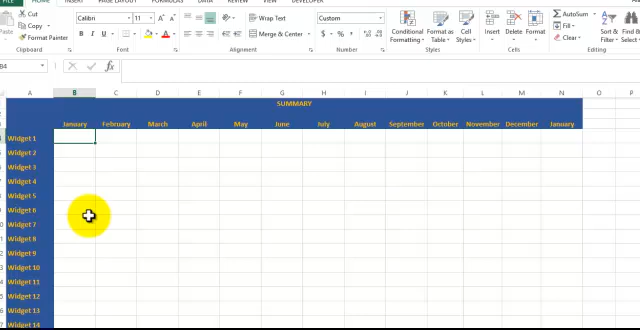 FILE HOME INSERT PAGE LAYOUT FORMULAS DATA REVIEW VIEW DEVELOPER
Cut Calibri 11 Wrap Text Custom AutoSum
Paste Copy Fill
Format Painter B I U Merge & Center $ % Conditional Formatting Format as Table Cell Styles Insert Delete Format Clear Sort & Filter Find & Select
Clipboard Font Alignment Number Styles Cells Editing
B4 fx
A B C D E F G H I J K L M N O P
SUMMARY
January February March April May June July August September October November December January
Widget 1
Widget 2
Widget 3
Widget 4
Widget 5
Widget 6
Widget 7
Widget 8
Widget 9
Widget 10
Widget 11
Widget 12
Widget 13
Widget 14